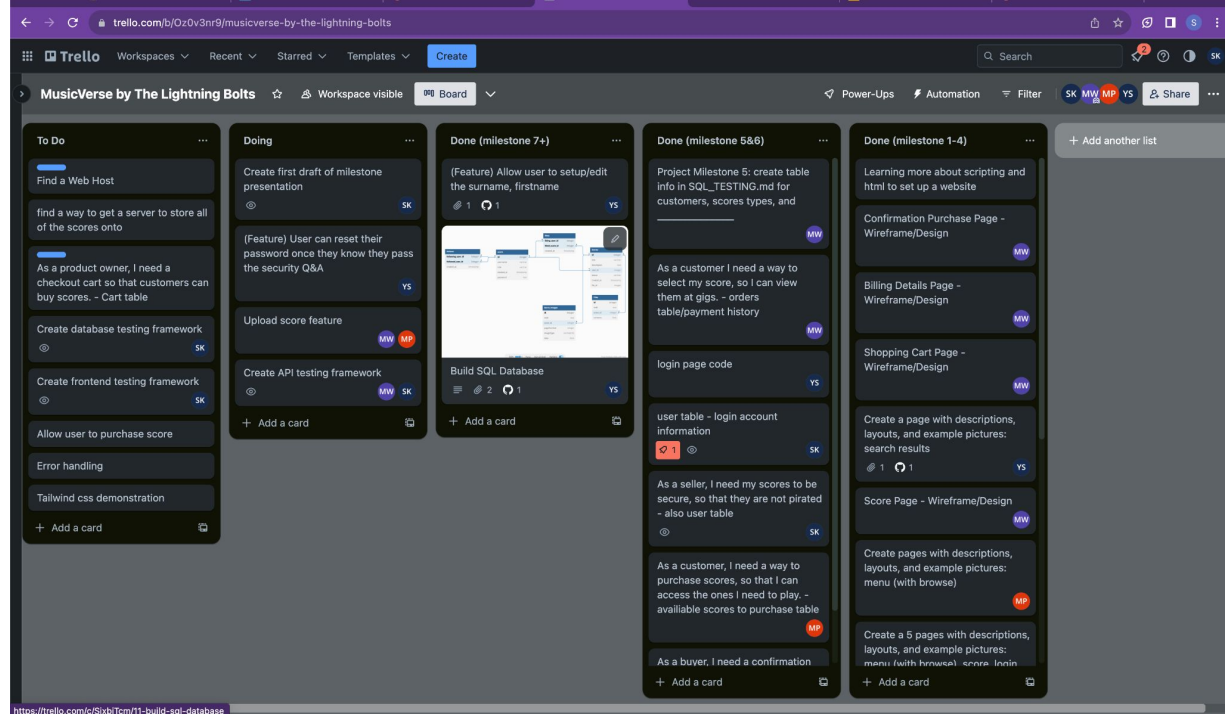 trello.com/b/Oz0v3nr9/musicverse-by-the-lightning-bolts
Trello Workspaces Recent Starred Templates Create Search 2 SK
MusicVerse by The Lightning Bolts Workspace visible Board Power-Ups Automation Filter SK MW MP YS Share
To Do
Find a Web Host
find a way to get a server to store all
of the scores onto
As a product owner, I need a
checkout cart so that customers can
buy scores. - Cart table
Create database testing framework
SK
Create frontend testing framework
SK
Allow user to purchase score
Error handling
Tailwind css demonstration
+ Add a card
Doing
Create first draft of milestone
presentation
SK
(Feature) User can reset their
password once they know they pass
the security Q&A
YS
Upload score feature
MW MP
Create API testing framework
MW SK
+ Add a card
Done (milestone 7+)
(Feature) Allow user to setup/edit
the surname, firstname
1 1 YS
Build SQL Database
2 1 YS
+ Add a card
Done (milestone 5&6)
Project Milestone 5: create table
info in SQL_TESTING.md for
customers, scores types, and
____________
MW
As a customer I need a way to
select my score, so I can view
them at gigs. - orders
table/payment history
MW
login page code
YS
user table - login account
information
1 SK
As a seller, I need my scores to be
secure, so that they are not pirated
- also user table
SK
As a customer, I need a way to
purchase scores, so that I can
access the ones I need to play. -
availiable scores to purchase table
MP
As a buyer, I need a confirmation
+ Add a card
Done (milestone 1-4)
Learning more about scripting and
html to set up a website
Confirmation Purchase Page -
Wireframe/Design
MW
Billing Details Page -
Wireframe/Design
MW
Shopping Cart Page -
Wireframe/Design
MW
Create a page with descriptions,
layouts, and example pictures:
search results
1 1 YS
Score Page - Wireframe/Design
MW
Create pages with descriptions,
layouts, and example pictures:
menu (with browse)
MP
Create a 5 pages with descriptions,
layouts, and example pictures:
menu (with browse), score, login
+ Add a card
+ Add another list
https://trello.com/c/SixbiTcm/11-build-sql-database